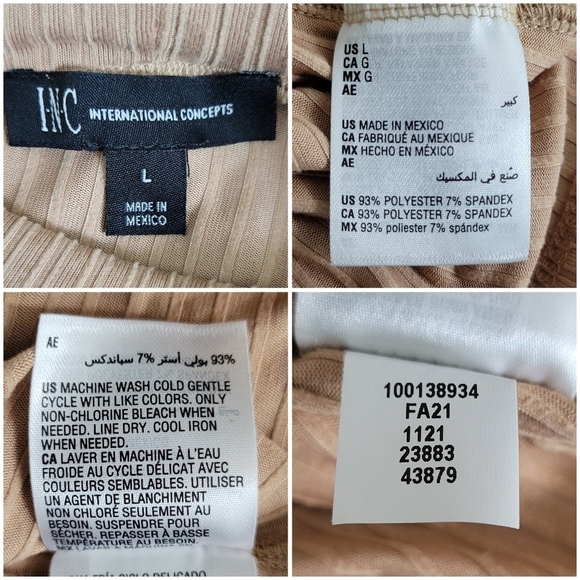 I·N·C INTERNATIONAL CONCEPTS
L
MADE IN
MEXICO
US L
CA G
MX G
AE
كبير
US MADE IN MEXICO
CA FABRIQUÉ AU MEXIQUE
MX HECHO EN MÉXICO
AE
صُنع في المكسيك
US 93% POLYESTER 7% SPANDEX
CA 93% POLYESTER 7% SPANDEX
MX 93% poliester 7% spándex
AE
93% بولي أستر 7% سباندكس
US MACHINE WASH COLD GENTLE
CYCLE WITH LIKE COLORS. ONLY
NON-CHLORINE BLEACH WHEN
NEEDED. LINE DRY. COOL IRON
WHEN NEEDED.
CA LAVER EN MACHINE À L'EAU
FROIDE AU CYCLE DÉLICAT AVEC
COULEURS SEMBLABLES. UTILISER
UN AGENT DE BLANCHIMENT
NON CHLORÉ SEULEMENT AU
BESOIN. SUSPENDRE POUR
SÉCHER. REPASSER À BASSE
TEMPÉRATURE AU BESOIN.
100138934
FA21
1121
23883
43879